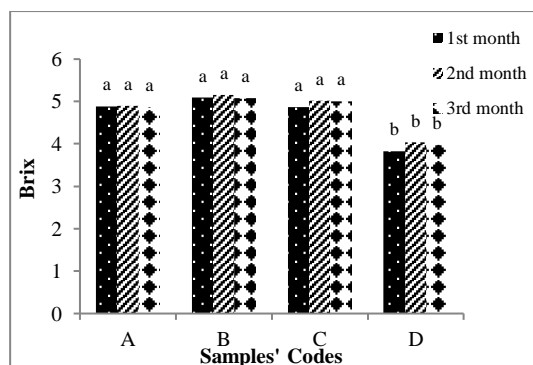 1st month
2nd month
3rd month
a a a
a a a
a a a
b b b
6
5
4
3
2
1
0
Brix
A B C D
Samples' Codes